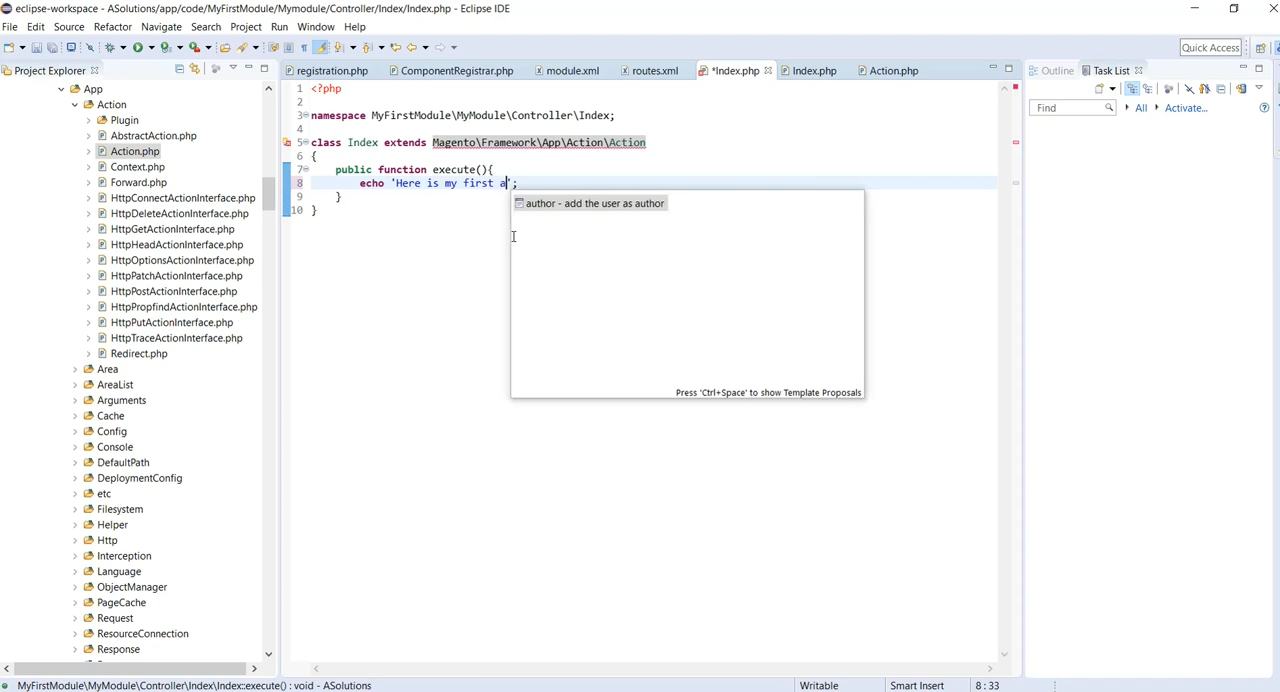 eclipse-workspace - ASolutions/app/code/MyFirstModule/Mymodule/Controller/Index/Index.php - Eclipse IDE
File Edit Source Refactor Navigate Search Project Run Window Help
Quick Access
Project Explorer
registration.php ComponentRegistrar.php module.xml routes.xml *Index.php Index.php Action.php
Outline Task List
Find All Activate...
App
Action
Plugin
AbstractAction.php
Action.php
Context.php
Forward.php
HttpConnectActionInterface.php
HttpDeleteActionInterface.php
HttpGetActionInterface.php
HttpHeadActionInterface.php
HttpOptionsActionInterface.php
HttpPatchActionInterface.php
HttpPostActionInterface.php
HttpPropfindActionInterface.php
HttpPutActionInterface.php
HttpTraceActionInterface.php
Redirect.php
Area
AreaList
Arguments
Cache
Config
Console
DefaultPath
DeploymentConfig
etc
Filesystem
Helper
Http
Interception
Language
ObjectManager
PageCache
Request
ResourceConnection
Response
1 <?php
2
3 namespace MyFirstModule\MyModule\Controller\Index;
4
5 class Index extends Magento\Framework\App\Action\Action
6 {
7 public function execute(){
8 echo 'Here is my first a';
9 }
10 }
author - add the user as author
Press 'Ctrl+Space' to show Template Proposals
MyFirstModule\MyModule\Controller\Index\Index::execute() : void - ASolutions
Writable Smart Insert 8 : 33